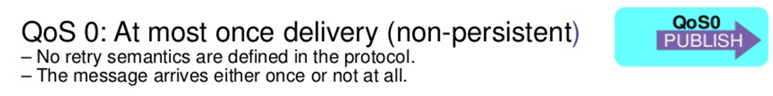 QoS 0: At most once delivery (non-persistent)
– No retry semantics are defined in the protocol.
– The message arrives either once or not at all.
QoS0
PUBLISH